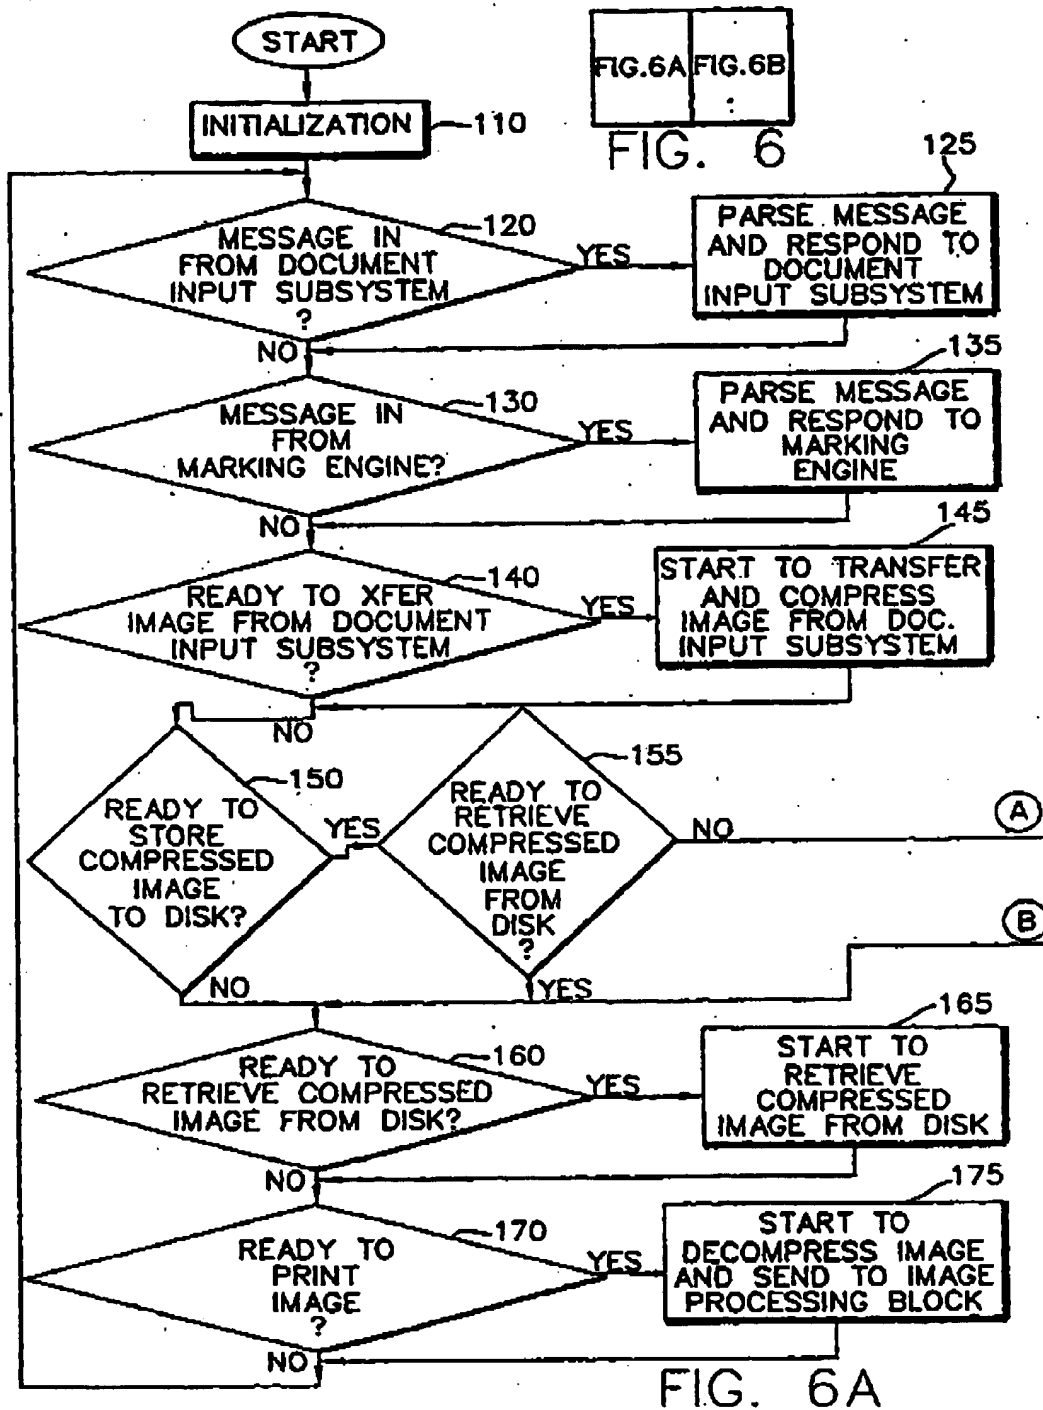 START
FIG.6A FIG.6B
FIG. 6
INITIALIZATION
110
120
MESSAGE IN
FROM DOCUMENT
INPUT SUBSYSTEM
?
YES
NO
125
PARSE MESSAGE
AND RESPOND TO
DOCUMENT
INPUT SUBSYSTEM
130
MESSAGE IN
FROM
MARKING ENGINE?
YES
NO
135
PARSE MESSAGE
AND RESPOND TO
MARKING
ENGINE
140
READY TO XFER
IMAGE FROM DOCUMENT
INPUT SUBSYSTEM
?
YES
NO
145
START TO TRANSFER
AND COMPRESS
IMAGE FROM DOC.
INPUT SUBSYSTEM
150
READY TO
STORE
COMPRESSED
IMAGE
TO DISK?
YES
NO
155
READY TO
RETRIEVE
COMPRESSED
IMAGE
FROM
DISK
?
NO
YES
A
B
160
READY TO
RETRIEVE COMPRESSED
IMAGE FROM DISK?
YES
NO
165
START TO
RETRIEVE
COMPRESSED
IMAGE FROM DISK
170
READY TO
PRINT
IMAGE
?
YES
NO
175
START TO
DECOMPRESS IMAGE
AND SEND TO IMAGE
PROCESSING BLOCK
FIG. 6A